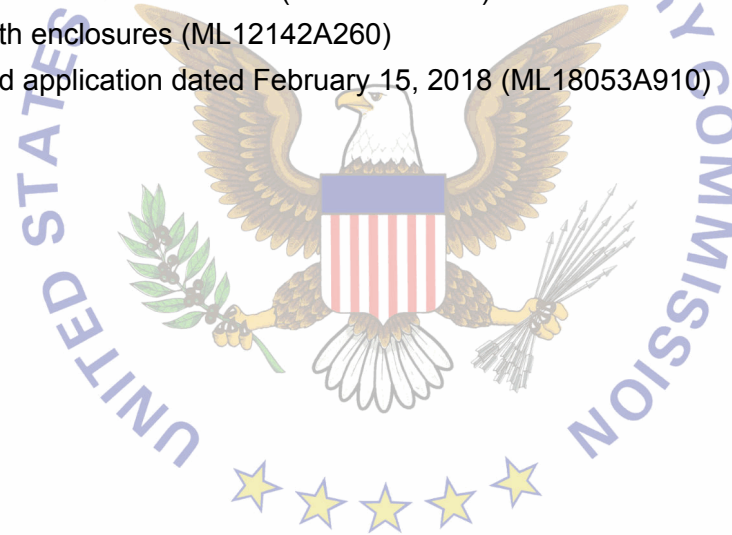 th enclosures (ML12142A260)
d application dated February 15, 2018 (ML18053A910)
UNITED STATES
Y COMMISSION